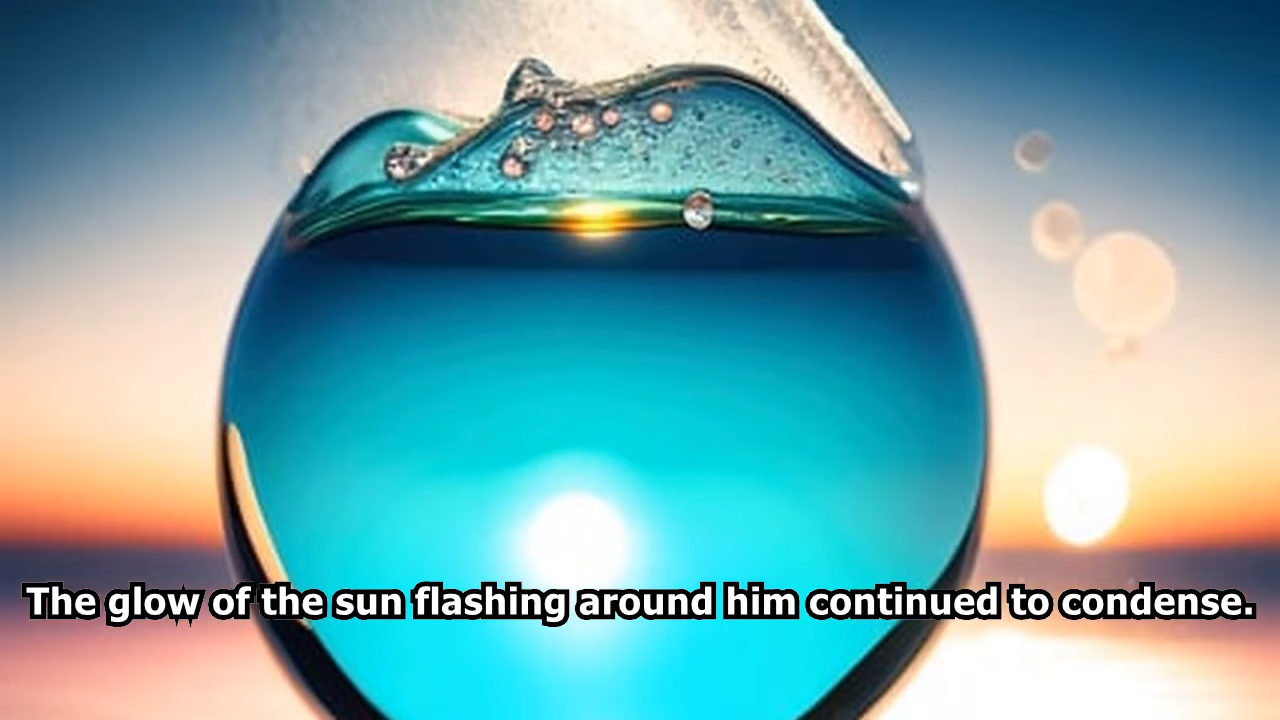 The glow of the sun flashing around him continued to condense.